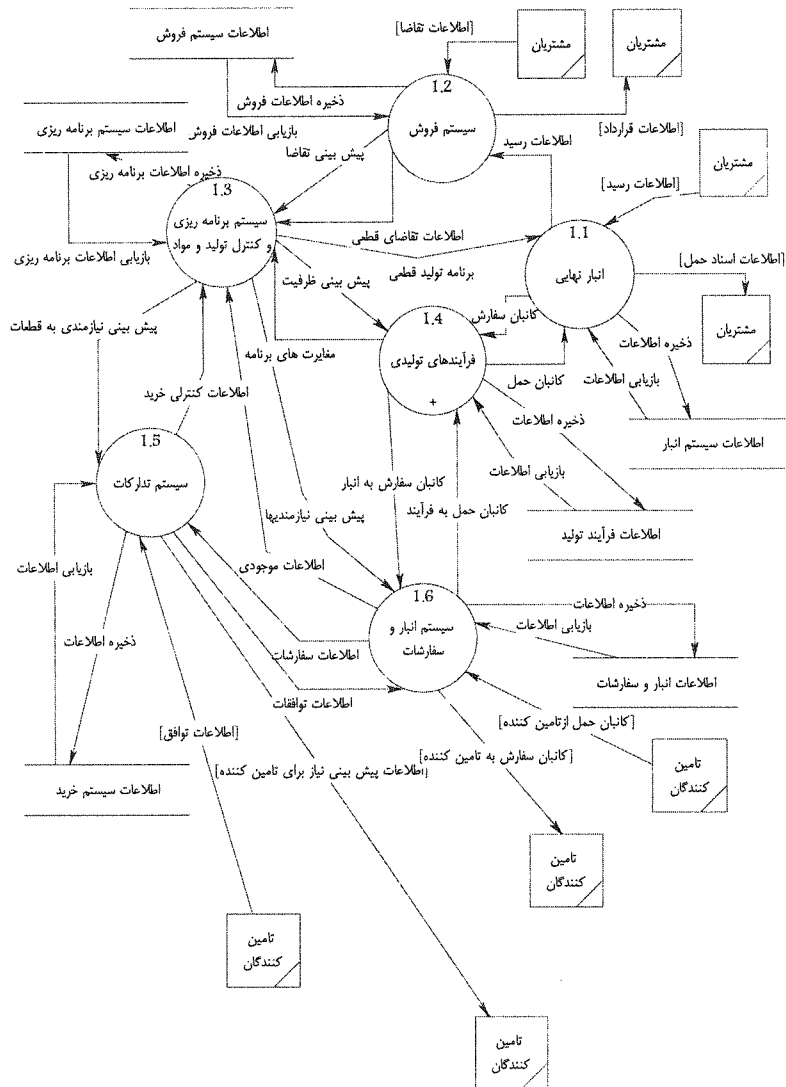 اطلاعات سیستم فروش
[اطلاعات تقاضا]
مشتریان
مشتریان
1.2
سیستم فروش
ذخیره اطلاعات فروش
اطلاعات سیستم برنامه ریزی
بازیابی اطلاعات فروش
پیش بینی تقاضا
اطلاعات رسید
[اطلاعات قرارداد]
ذخیره اطلاعات برنامه ریزی
[اطلاعات رسید]
مشتریان
1.3
سیستم برنامه ریزی
و کنترل تولید و مواد
بازیابی اطلاعات برنامه ریزی
اطلاعات تقاضای قطعی
برنامه تولید قطعی
1.1
انبار نهایی
[اطلاعات اسناد حمل]
مشتریان
پیش بینی ظرفیت
کانبان سفارش
1.4
فرآیندهای تولیدی
+
پیش بینی نیازمندی به قطعات
مغایرت های برنامه
کانبان حمل
ذخیره اطلاعات
بازیابی اطلاعات
اطلاعات کنترلی خرید
ذخیره اطلاعات
اطلاعات سیستم انبار
1.5
سیستم تدارکات
کانبان سفارش به انبار
بازیابی اطلاعات
کانبان حمل به فرآیند
پیش بینی نیازمندیها
اطلاعات فرآیند تولید
اطلاعات موجودی
بازیابی اطلاعات
1.6
سیستم انبار و
سفارشات
ذخیره اطلاعات
بازیابی اطلاعات
ذخیره اطلاعات
اطلاعات سفارشات
اطلاعات انبار و سفارشات
اطلاعات توافقات
[کانبان حمل ازتامین کننده]
[اطلاعات توافق]
[کانبان سفارش به تامین کننده]
[اطلاعات پیش بینی نیاز برای تامین کننده]
تامین
کنندگان
اطلاعات سیستم خرید
تامین
کنندگان
تامین
کنندگان
تامین
کنندگان